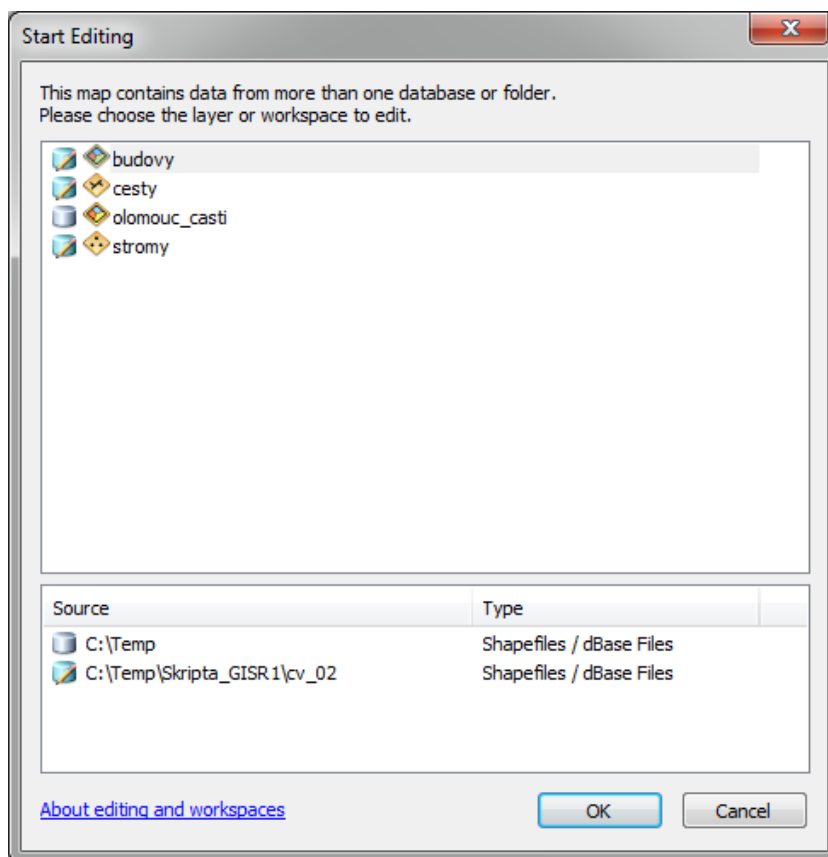 Start Editing
This map contains data from more than one database or folder.
Please choose the layer or workspace to edit.
budovy
cesty
olomouc_casti
stromy
Source Type
C:\Temp Shapefiles / dBase Files
C:\Temp\Skripta_GISR1\cv_02 Shapefiles / dBase Files
About editing and workspaces OK Cancel